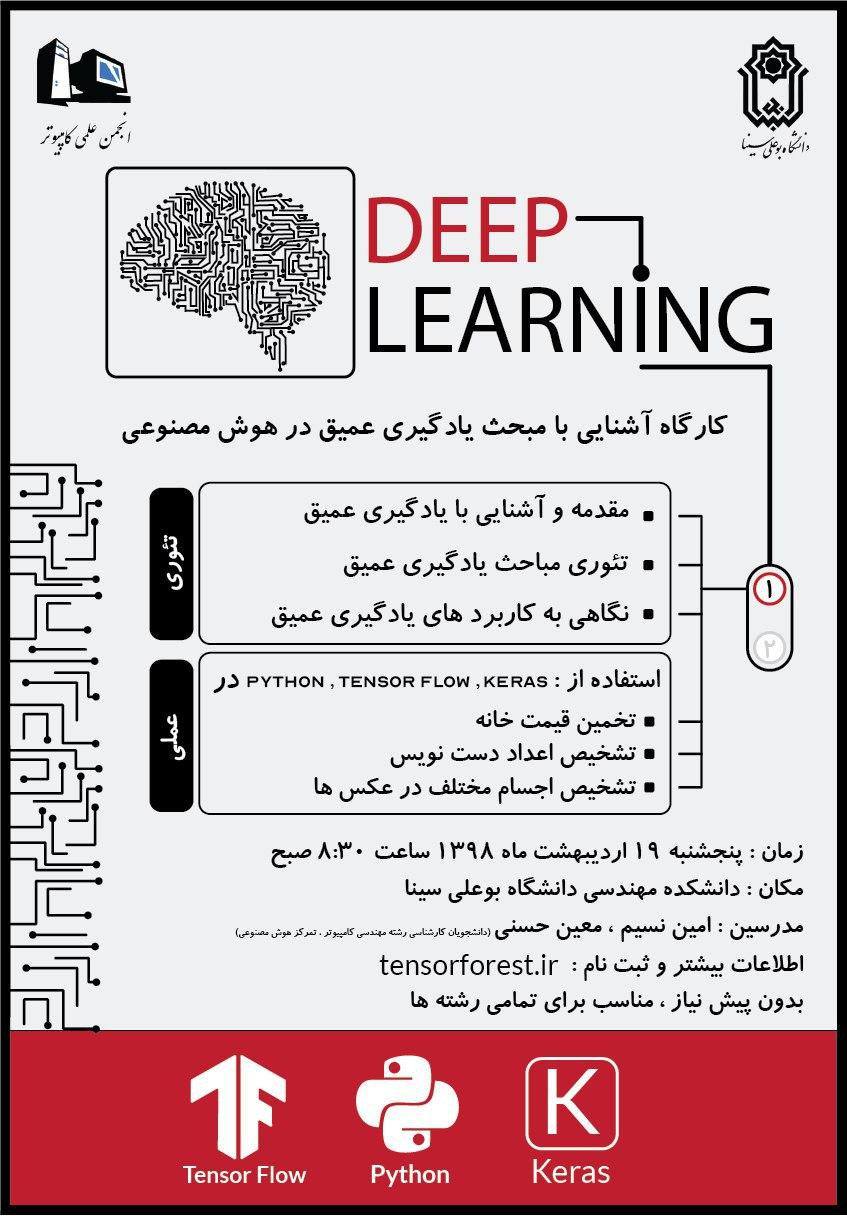 انجمن علمی کامپیوتر
دانشگاه بوعلی سینا
DEEP
LEARNING
کارگاه آشنایی با مبحث یادگیری عمیق در هوش مصنوعی
۱
۲
تئوری
مقدمه و آشنایی با یادگیری عمیق
تئوری مباحث یادگیری عمیق
نگاهی به کاربرد های یادگیری عمیق
عملی
استفاده از : PYTHON , TENSOR FLOW , KERAS در
تخمین قیمت خانه
تشخیص اعداد دست نویس
تشخیص اجسام مختلف در عکس ها
زمان : پنجشنبه ۱۹ اردیبهشت ماه ۱۳۹۸ ساعت ۸:۳۰ صبح
مکان : دانشکده مهندسی دانشگاه بوعلی سینا
مدرسین : امین نسیم ، معین حسنی (دانشجویان کارشناسی رشته مهندسی کامپیوتر ، تمرکز هوش مصنوعی)
اطلاعات بیشتر و ثبت نام : tensorforest.ir
بدون پیش نیاز ، مناسب برای تمامی رشته ها
Tensor Flow
Python
K
Keras